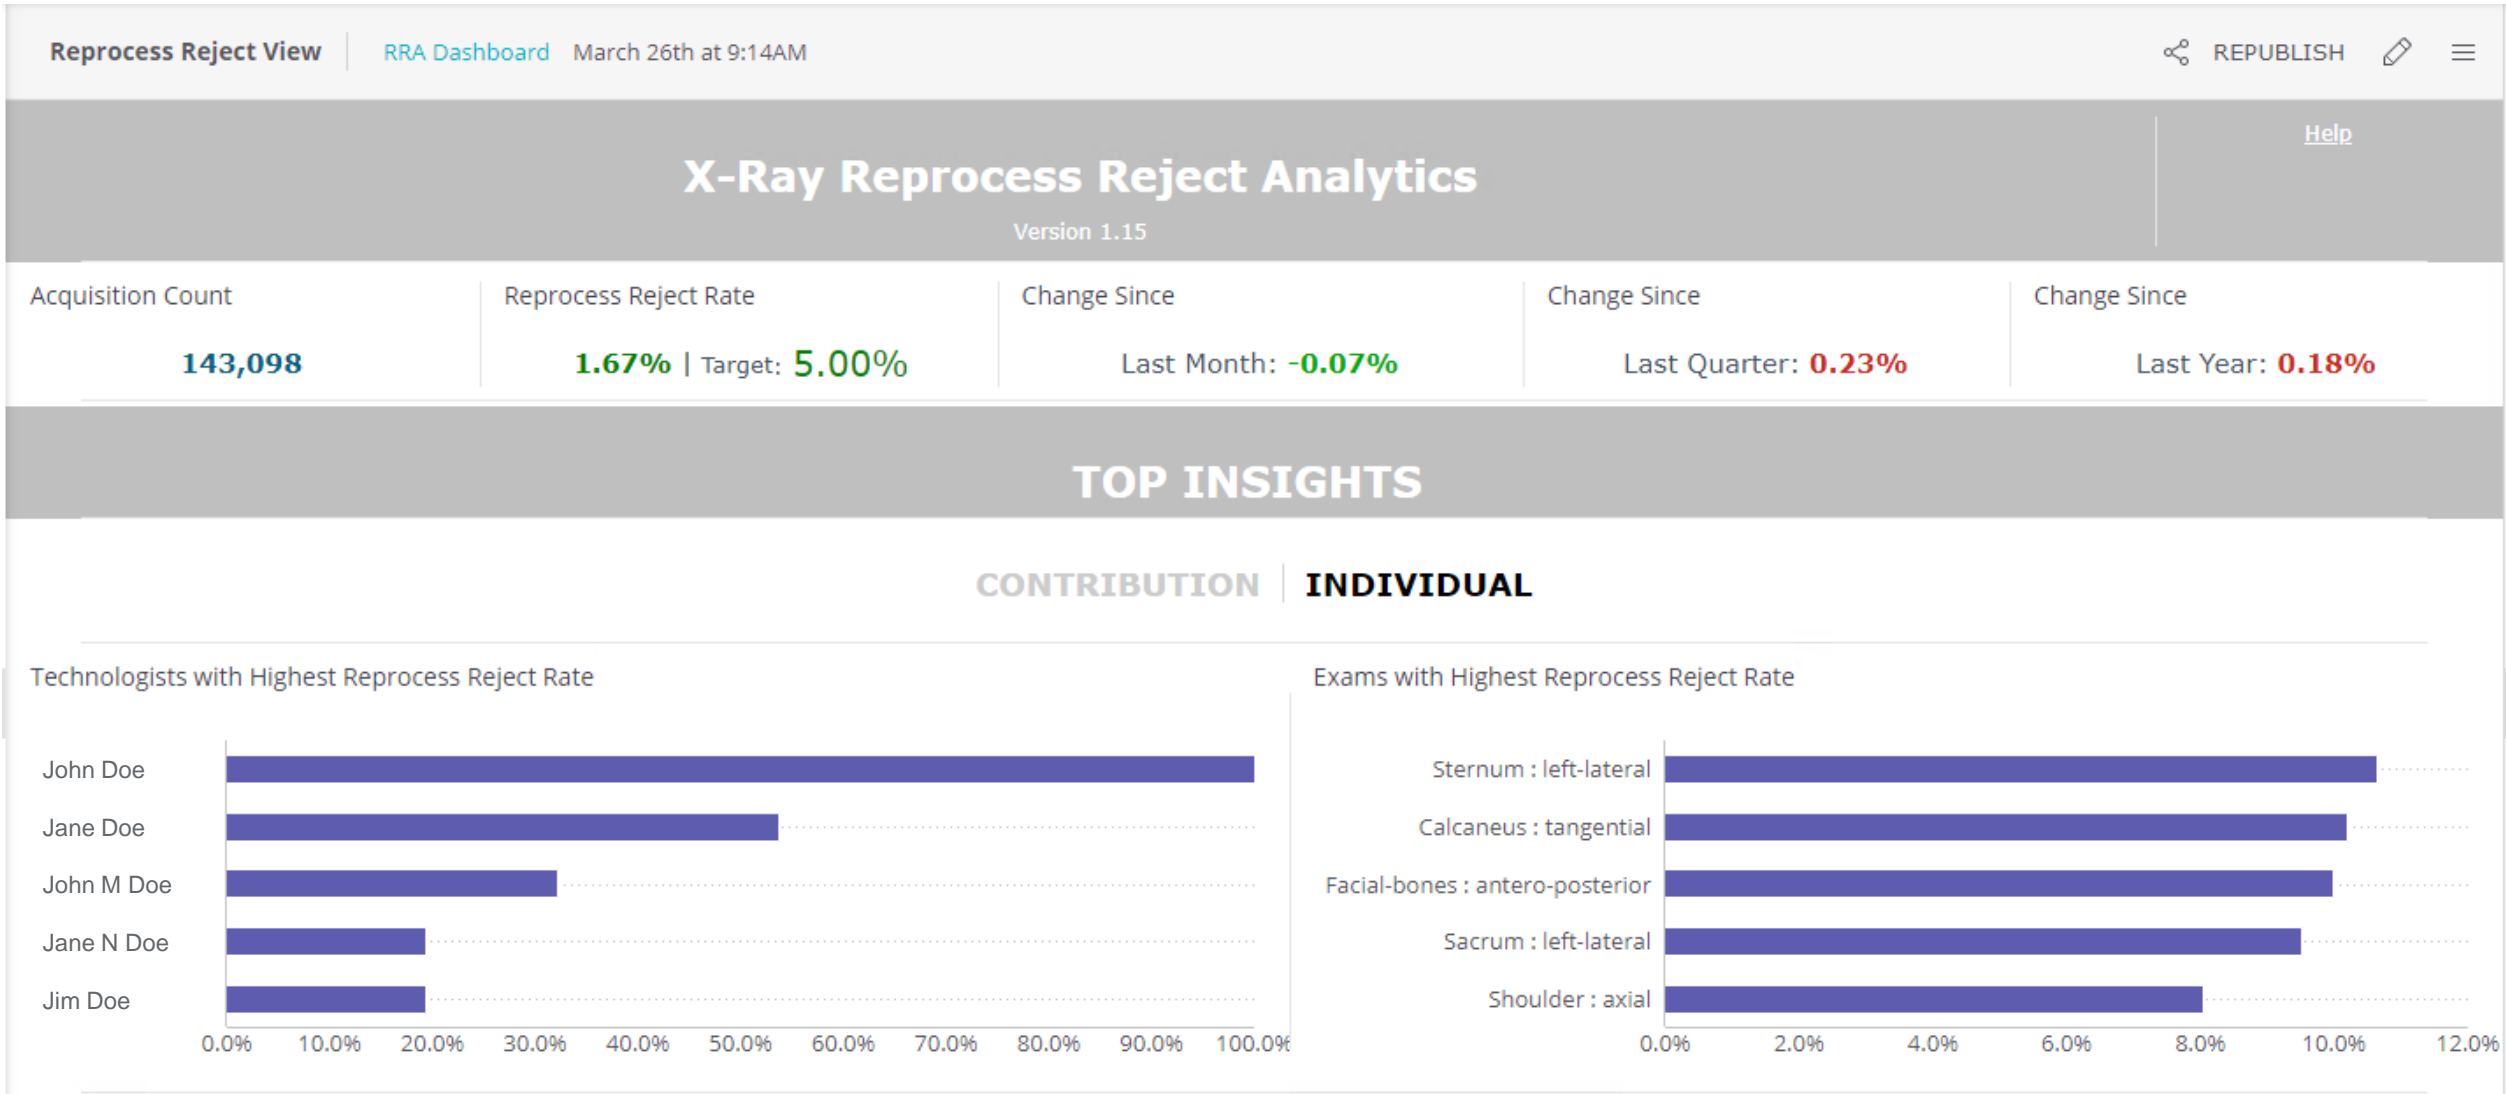 Reprocess Reject View RRA Dashboard March 26th at 9:14AM REPUBLISH
Help
X-Ray Reprocess Reject Analytics
Version 1.15
Acquisition Count
143,098
Reprocess Reject Rate
1.67% | Target: 5.00%
Change Since
Last Month: -0.07%
Change Since
Last Quarter: 0.23%
Change Since
Last Year: 0.18%
TOP INSIGHTS
CONTRIBUTION INDIVIDUAL
Technologists with Highest Reprocess Reject Rate
John Doe
Jane Doe
John M Doe
Jane N Doe
Jim Doe
0.0% 10.0% 20.0% 30.0% 40.0% 50.0% 60.0% 70.0% 80.0% 90.0% 100.0%
Exams with Highest Reprocess Reject Rate
Sternum : left-lateral
Calcaneus : tangential
Facial-bones : antero-posterior
Sacrum : left-lateral
Shoulder : axial
0.0% 2.0% 4.0% 6.0% 8.0% 10.0% 12.0%